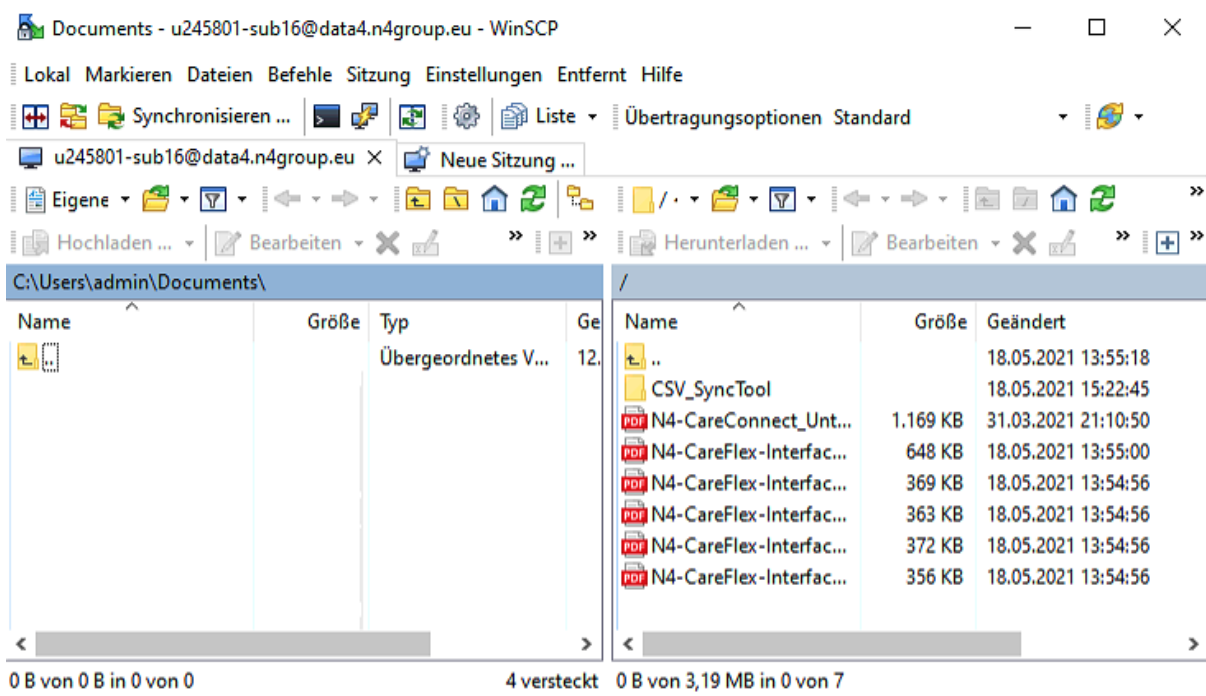 Documents - u245801-sub16@data4.n4group.eu - WinSCP
Lokal Markieren Dateien Befehle Sitzung Einstellungen Entfernt Hilfe
Synchronisieren ... Liste Übertragungsoptionen Standard
u245801-sub16@data4.n4group.eu Neue Sitzung ...
Eigene /
Hochladen ... Bearbeiten » » Herunterladen ... Bearbeiten » »
C:\Users\admin\Documents\ /
Name Größe Typ Ge Name Größe Geändert
.. Übergeordnetes V... 12. .. 18.05.2021 13:55:18
CSV_SyncTool 18.05.2021 15:22:45
PDF N4-CareConnect_Unt... 1.169 KB 31.03.2021 21:10:50
PDF N4-CareFlex-Interfac... 648 KB 18.05.2021 13:55:00
PDF N4-CareFlex-Interfac... 369 KB 18.05.2021 13:54:56
PDF N4-CareFlex-Interfac... 363 KB 18.05.2021 13:54:56
PDF N4-CareFlex-Interfac... 372 KB 18.05.2021 13:54:56
PDF N4-CareFlex-Interfac... 356 KB 18.05.2021 13:54:56
0 B von 0 B in 0 von 0 4 versteckt 0 B von 3,19 MB in 0 von 7